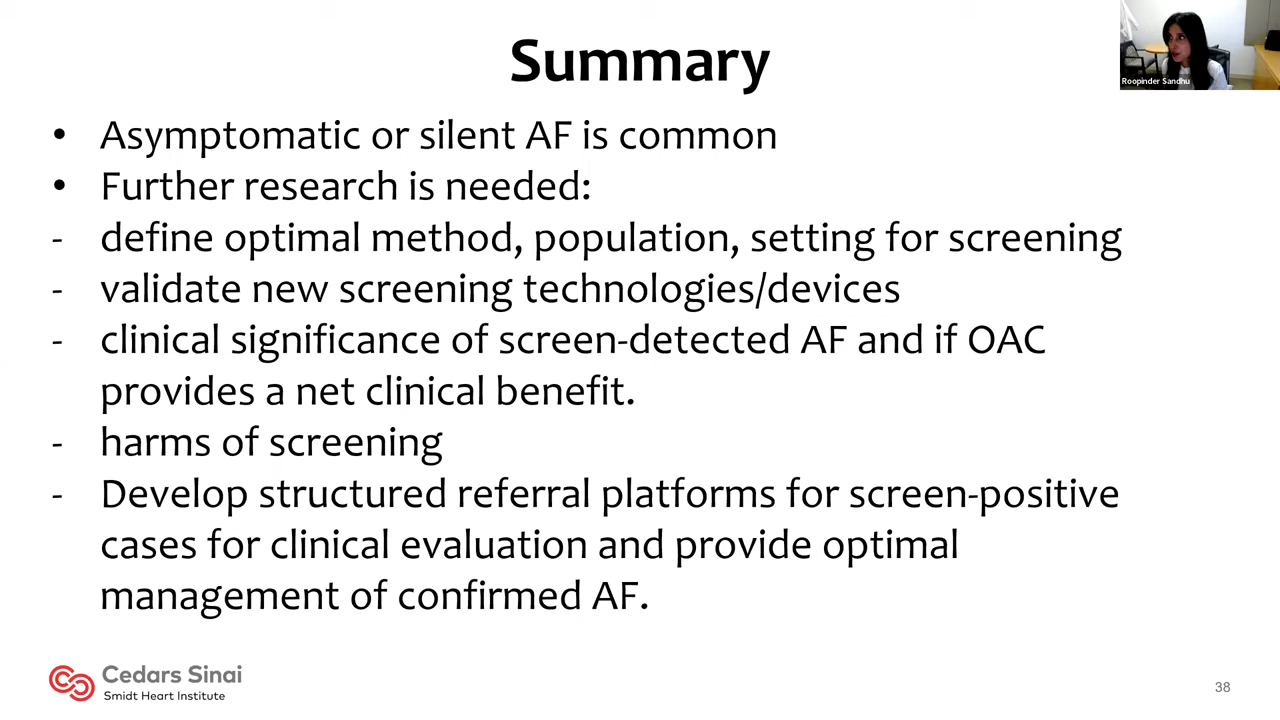 Summary
Roopinder Sandhu
• Asymptomatic or silent AF is common
• Further research is needed:
- define optimal method, population, setting for screening
- validate new screening technologies/devices
- clinical significance of screen-detected AF and if OAC
provides a net clinical benefit.
- harms of screening
- Develop structured referral platforms for screen-positive
cases for clinical evaluation and provide optimal
management of confirmed AF.
Cedars Sinai
Smidt Heart Institute
38